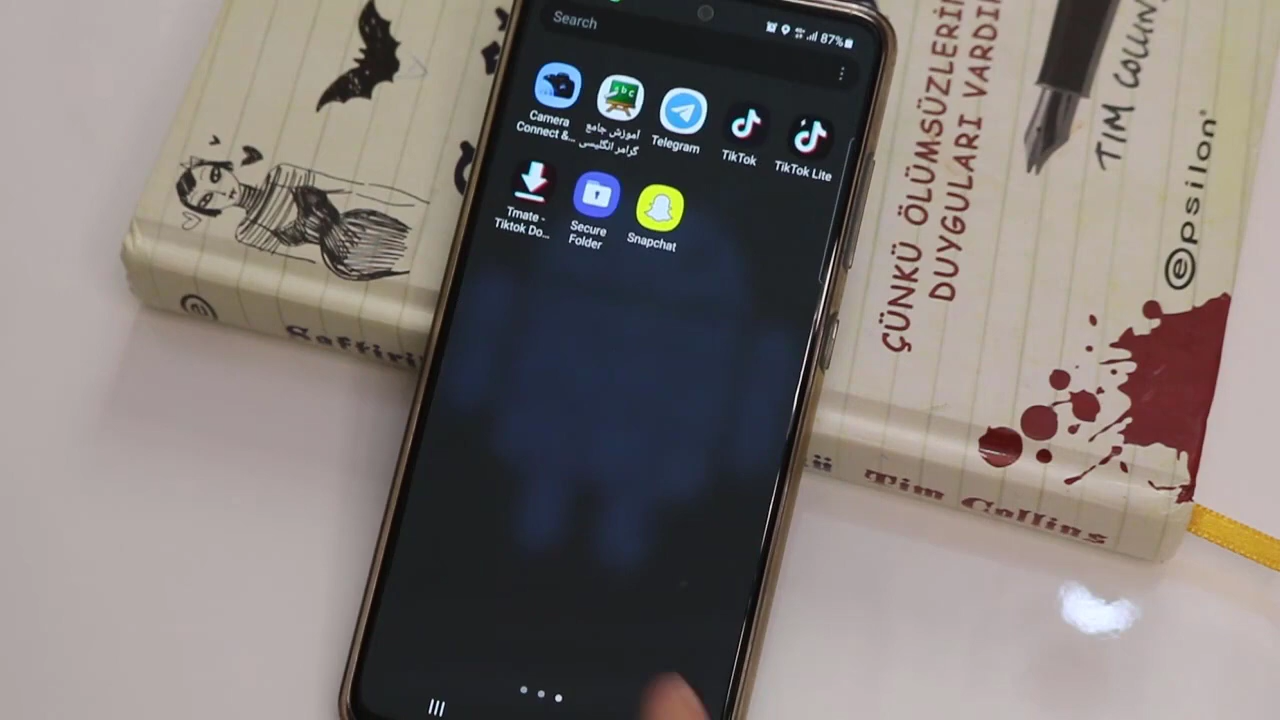 Search
87%
Camera
Connect &...
آموزش جامع
گرامر انگلیسی
Telegram
TikTok
TikTok Lite
Tmate -
Tiktok Do...
Secure
Folder
Snapchat
ÇÜNKÜ ÖLÜMSÜZLERİN
DUYGULARI VARDIR
TIM COLLINS
epsilon
Tim Collins